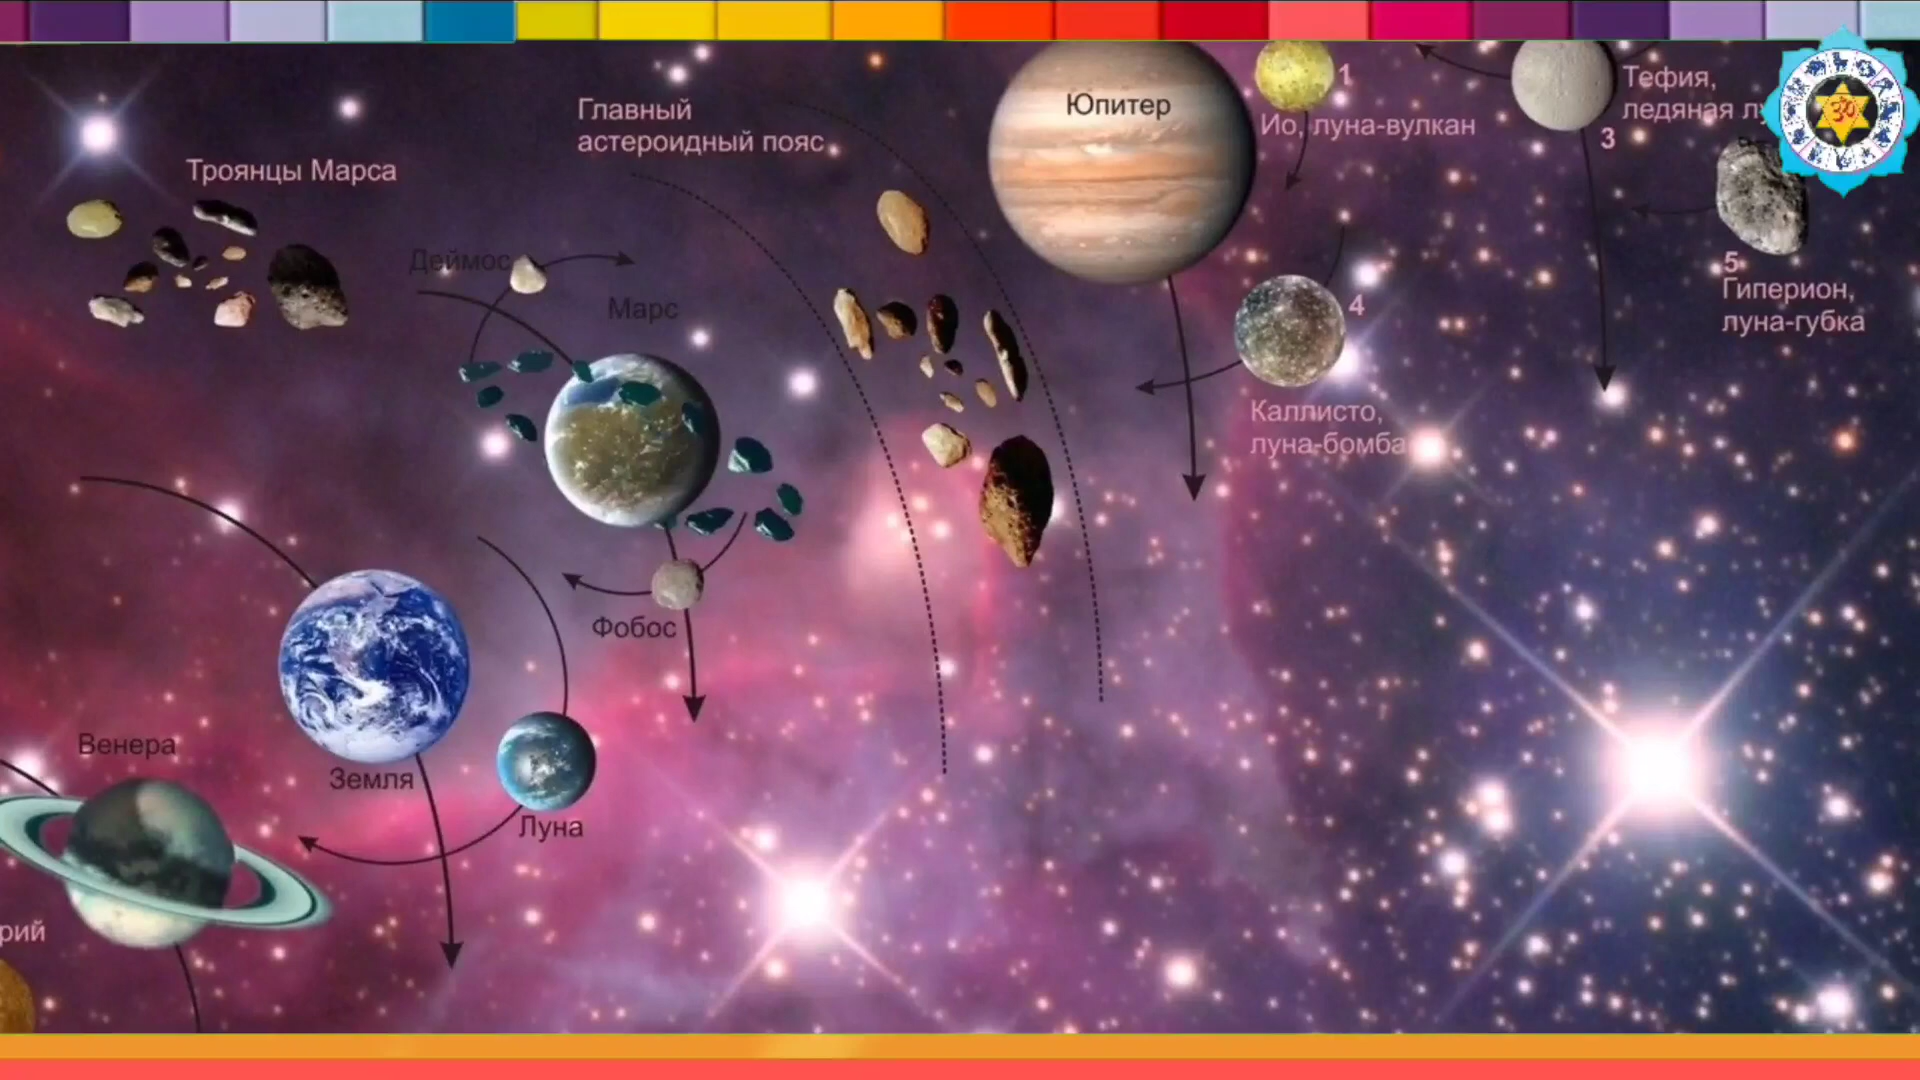 Главный
астероидный пояс
Юпитер
1
Ио, луна-вулкан
Тефия,
ледяная
3
Троянцы Марса
Деймос
Марс
4
5
Гиперион,
луна-губка
Каллисто,
луна-бомба
Фобос
Венера
Земля
Луна
рий
ॐ